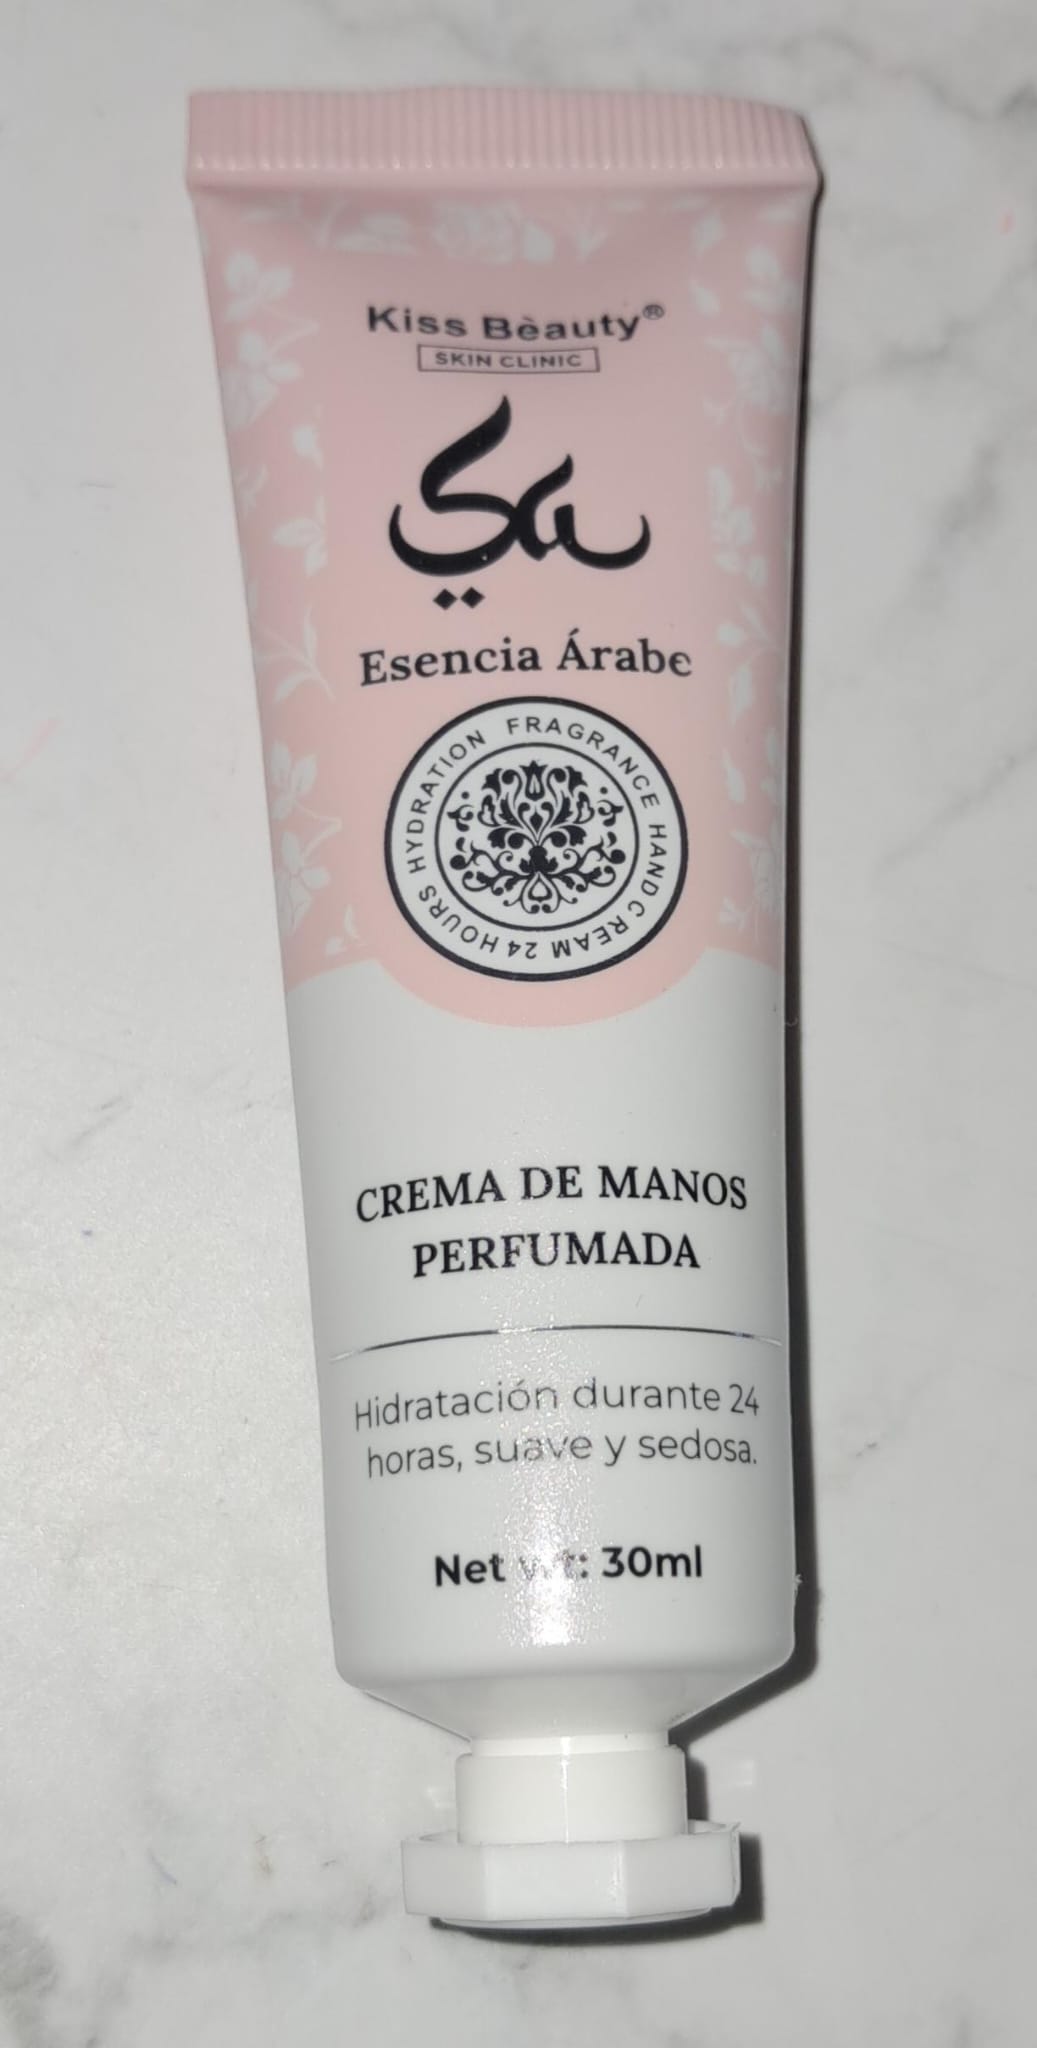 Kiss Bèauty®
SKIN CLINIC
Esencia Árabe
FRAGRANCE HAND CREAM 24 HOURS HYDRATION
CREMA DE MANOS
PERFUMADA
Hidratación durante 24
horas, suave y sedosa.
Net wt: 30ml